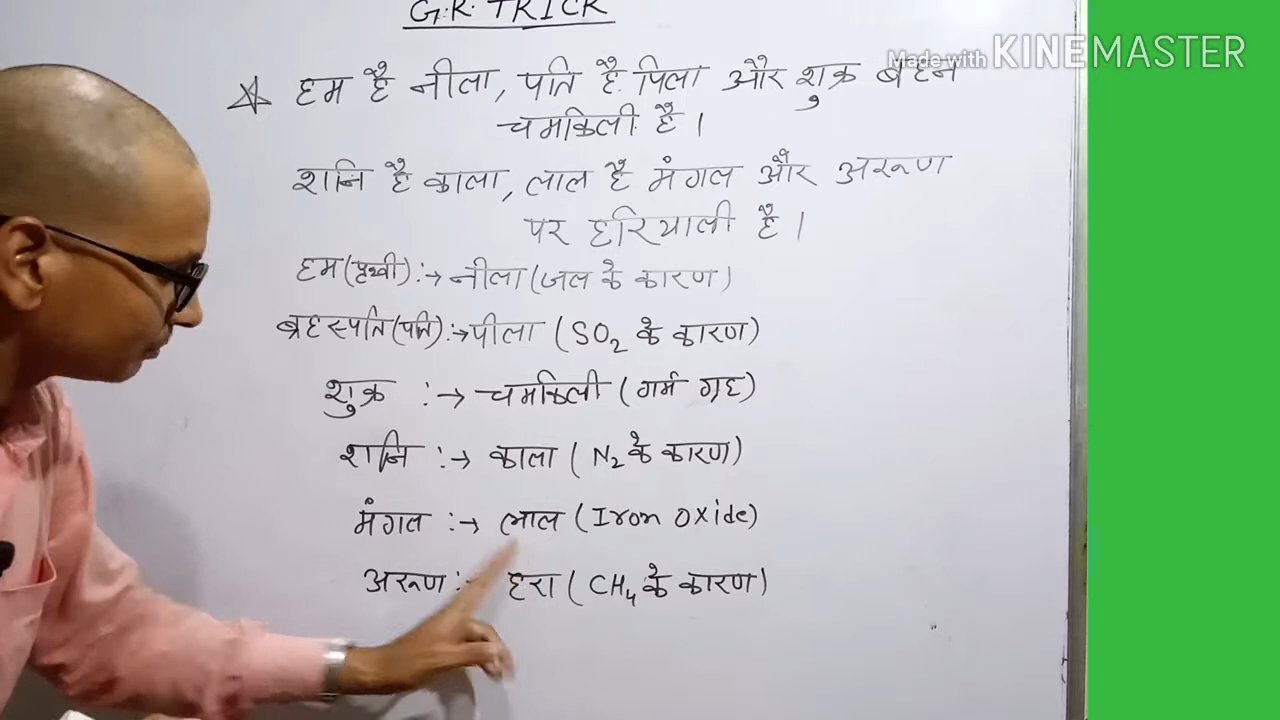 G.K. TRICK
Made with KINEMASTER
हम है नीला, पति है पिला और शुक्र बहन
चमकिली है।
शनि है काला, लाल है मंगल और अरूण
पर हरियाली है।
हम (पृथ्वी) :→ नीला (जल के कारण)
ब्रहस्पति (पति) :→ पीला (SO₂ के कारण)
शुक्र :→ चमकिली (गर्म ग्रह)
शनि :→ काला (N₂ के कारण)
मंगल :→ लाल (Iron Oxide)
अरूण :→ हरा (CH₄ के कारण)